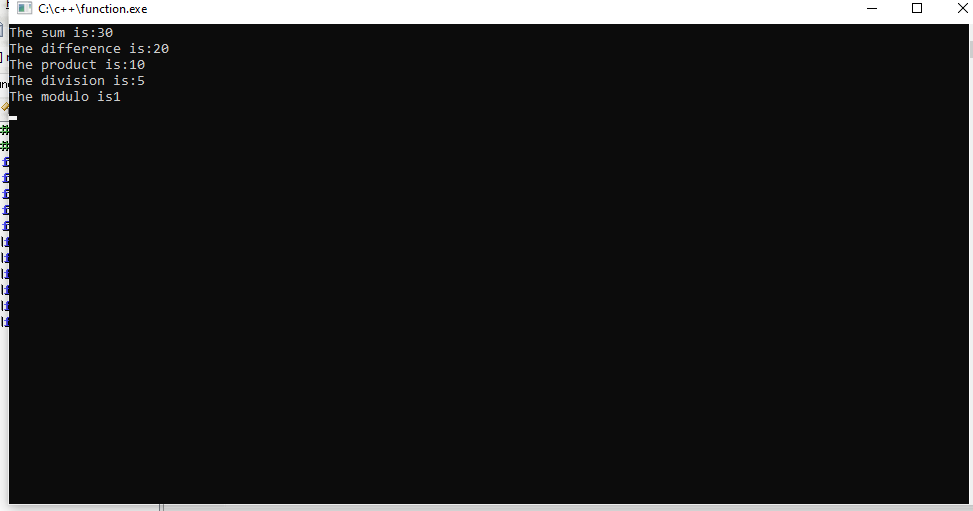 C:\c++\function.exe
The sum is:30
The difference is:20
The product is:10
The division is:5
The modulo is1